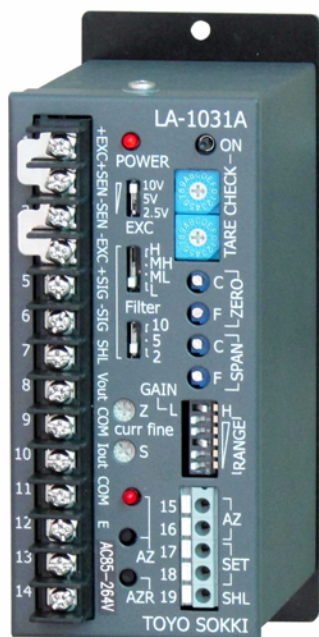 LA-1031A
ON
POWER
+EXC
+SEN
-SEN
-EXC
+SIG
-SIG
SHL
Vout
COM
Iout
COM
E
AC85-264V
5
6
7
8
9
10
11
12
13
14
10V
5V
2.5V
EXC
H
MH
ML
L
Filter
10
5
2
TARE CHECK
C
F
ZERO
C
F
SPAN
GAIN
L
H
RANGE
Z
curr fine
S
15
16
17
18
19
AZ
SET
SHL
AZ
AZR
TOYO SOKKI